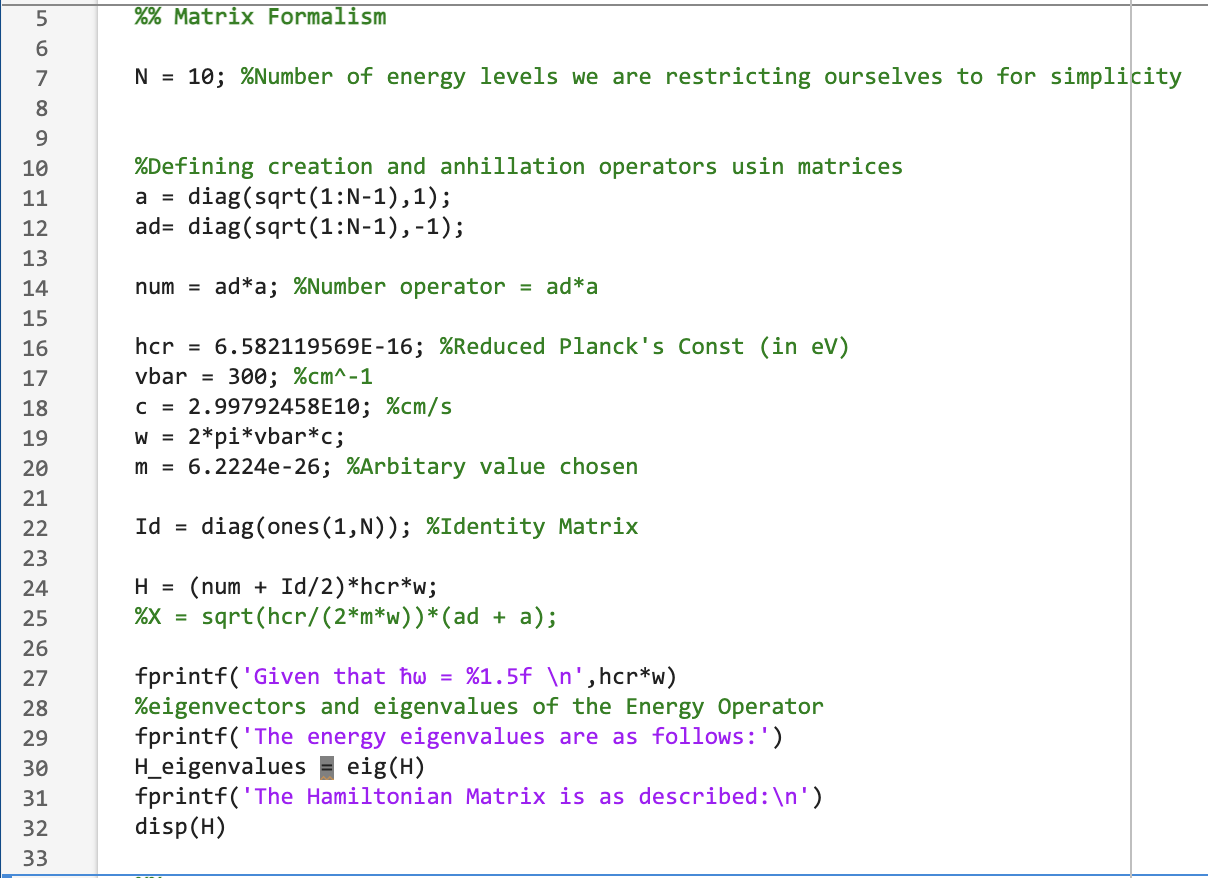 5 %% Matrix Formalism
6
7 N = 10; %Number of energy levels we are restricting ourselves to for simplicity
8
9
10 %Defining creation and anhillation operators usin matrices
11 a = diag(sqrt(1:N-1),1);
12 ad= diag(sqrt(1:N-1),-1);
13
14 num = ad*a; %Number operator = ad*a
15
16 hcr = 6.582119569E-16; %Reduced Planck's Const (in eV)
17 vbar = 300; %cm^-1
18 c = 2.99792458E10; %cm/s
19 w = 2*pi*vbar*c;
20 m = 6.2224e-26; %Arbitary value chosen
21
22 Id = diag(ones(1,N)); %Identity Matrix
23
24 H = (num + Id/2)*hcr*w;
25 %X = sqrt(hcr/(2*m*w))*(ad + a);
26
27 fprintf('Given that ħω = %1.5f \n',hcr*w)
28 %eigenvectors and eigenvalues of the Energy Operator
29 fprintf('The energy eigenvalues are as follows:')
30 H_eigenvalues = eig(H)
31 fprintf('The Hamiltonian Matrix is as described:\n')
32 disp(H)
33